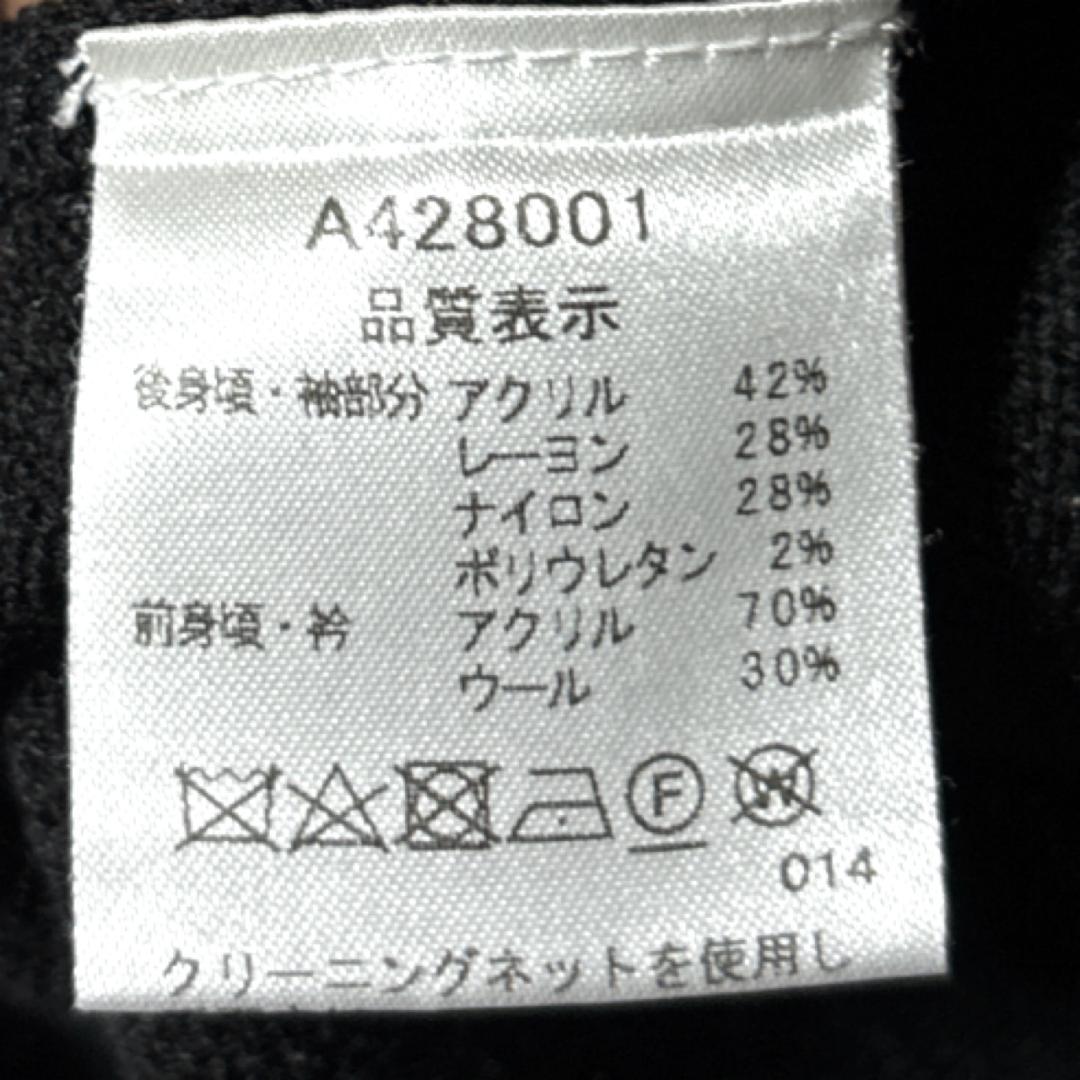 A428001
品質表示
後身頃・袖部分 アクリル 42%
レーヨン 28%
ナイロン 28%
ポリウレタン 2%
前身頃・衿 アクリル 70%
ウール 30%
F W
014
クリーニングネットを使用し